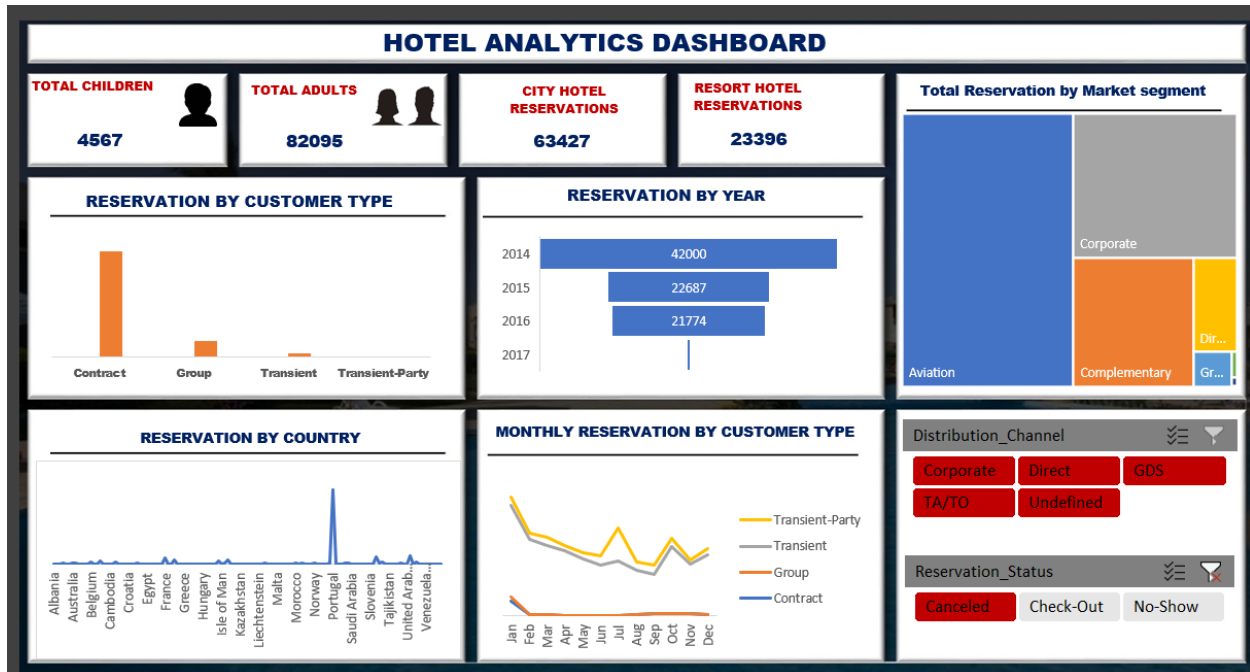 HOTEL ANALYTICS DASHBOARD
TOTAL CHILDREN
4567
TOTAL ADULTS
82095
CITY HOTEL
RESERVATIONS
63427
RESORT HOTEL
RESERVATIONS
23396
Total Reservation by Market segment
Aviation
Corporate
Complementary
Dir...
Gr...
RESERVATION BY CUSTOMER TYPE
Contract
Group
Transient
Transient-Party
RESERVATION BY YEAR
2014
42000
2015
22687
2016
21774
2017
RESERVATION BY COUNTRY
Albania
Australia
Belgium
Cambodia
Croatia
Egypt
France
Greece
Hungary
Isle of Man
Kazakhstan
Liechtenstein
Malta
Morocco
Norway
Portugal
Saudi Arabia
Slovenia
Tajikistan
United Arab...
Venezuela...
MONTHLY RESERVATION BY CUSTOMER TYPE
Transient-Party
Transient
Group
Contract
Jan
Feb
Mar
Apr
May
Jun
Jul
Aug
Sep
Oct
Nov
Dec
Distribution_Channel
Corporate
Direct
GDS
TA/TO
Undefined
Reservation_Status
Canceled
Check-Out
No-Show